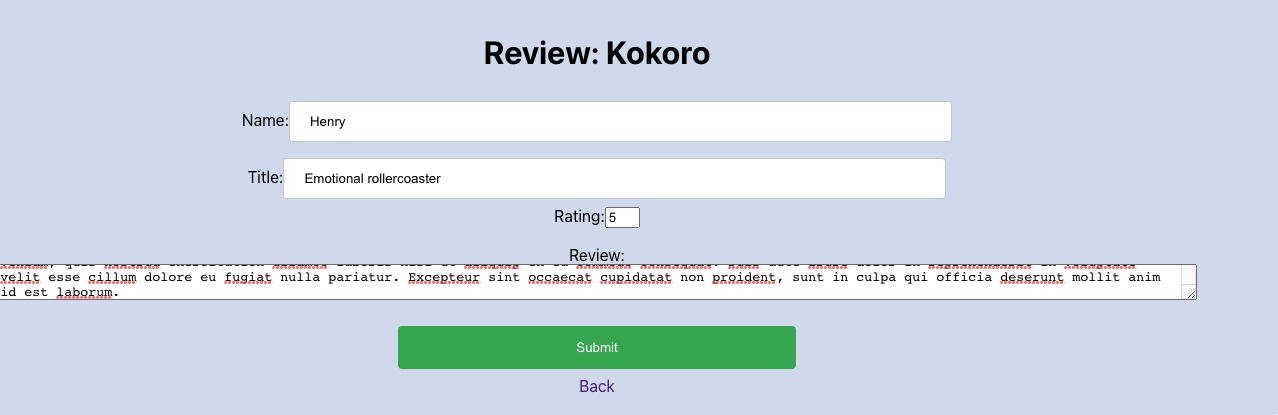 Review: Kokoro
Name: Henry
Title: Emotional rollercoaster
Rating: 5
Review:
velit esse cillum dolore eu fugiat nulla pariatur. Excepteur sint occaecat cupidatat non proident, sunt in culpa qui officia deserunt mollit anim
id est laborum.
Submit
Back